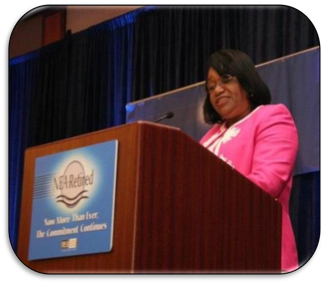 NEA Retired
Now More Than Ever,
The Commitment Continues